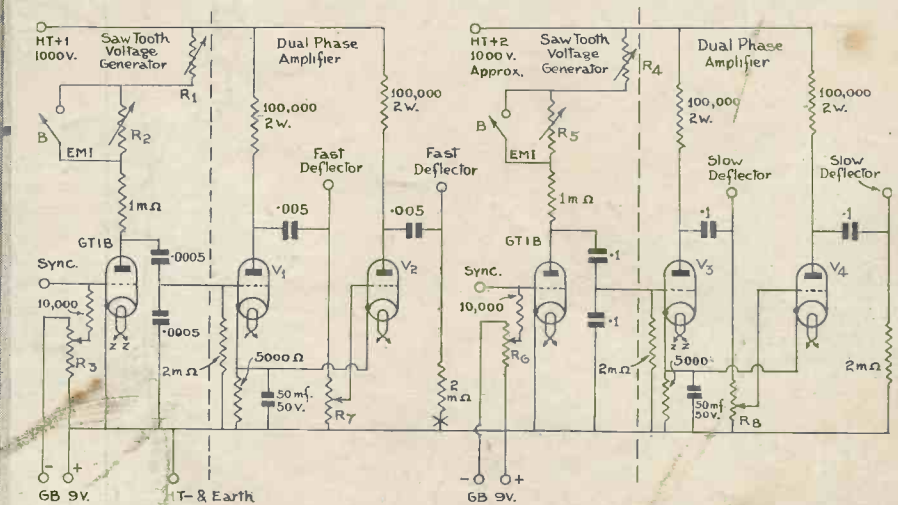 HT+1
1000V.
Saw Tooth
Voltage
Generator
R1
Dual Phase
Amplifier
B
R2
EMI
100,000
2W.
100,000
2W.
Fast
Deflector
Fast
Deflector
1mΩ
GT1B
.0005
.005
.005
Sync.
10,000
V1
V2
R3
z z
.0005
2mΩ
5000Ω
50mf.
50V.
R7
2
mΩ
- +
GB 9V.
HT- & Earth
HT+2
1000V.
Approx.
Saw Tooth
Voltage
Generator
R4
Dual Phase
Amplifier
B
R5
EMI
100,000
2W.
100,000
2W.
Slow
Deflector
Slow
Deflector
1mΩ
GT1B
.1
.1
.1
Sync.
10,000
V3
V4
R6
.1
z z
2mΩ
5000
50mf.
50V.
R8
2mΩ
- +
GB 9V.